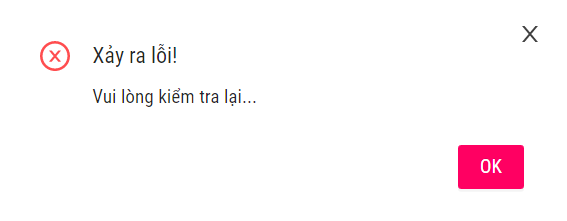 Xảy ra lỗi!
Vui lòng kiểm tra lại...
OK